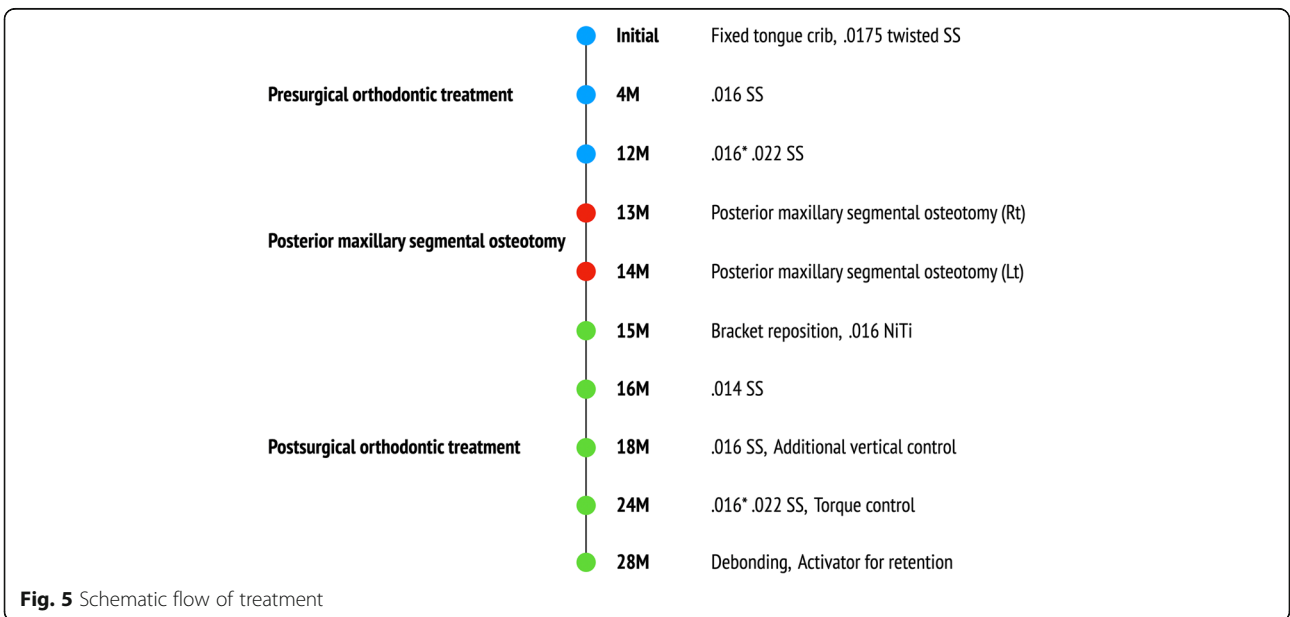 Initial Fixed tongue crib, .0175 twisted SS
Presurgical orthodontic treatment 4M .016 SS
12M .016* .022 SS
13M Posterior maxillary segmental osteotomy (Rt)
Posterior maxillary segmental osteotomy
14M Posterior maxillary segmental osteotomy (Lt)
15M Bracket reposition, .016 NiTi
16M .014 SS
Postsurgical orthodontic treatment 18M .016 SS, Additional vertical control
24M .016* .022 SS, Torque control
28M Debonding, Activator for retention
Fig. 5 Schematic flow of treatment